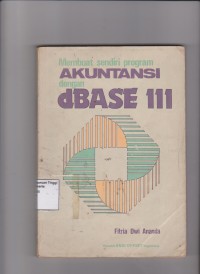 Membuat sendiri program
AKUNTANSI
dengan
dBASE 111
Fitria Dwi Ananda